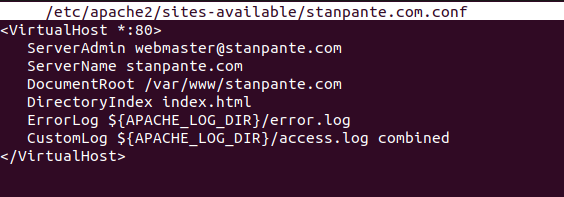 /etc/apache2/sites-available/stanpante.com.conf
<VirtualHost *:80>
ServerAdmin webmaster@stanpante.com
ServerName stanpante.com
DocumentRoot /var/www/stanpante.com
DirectoryIndex index.html
ErrorLog ${APACHE_LOG_DIR}/error.log
CustomLog ${APACHE_LOG_DIR}/access.log combined
</VirtualHost>